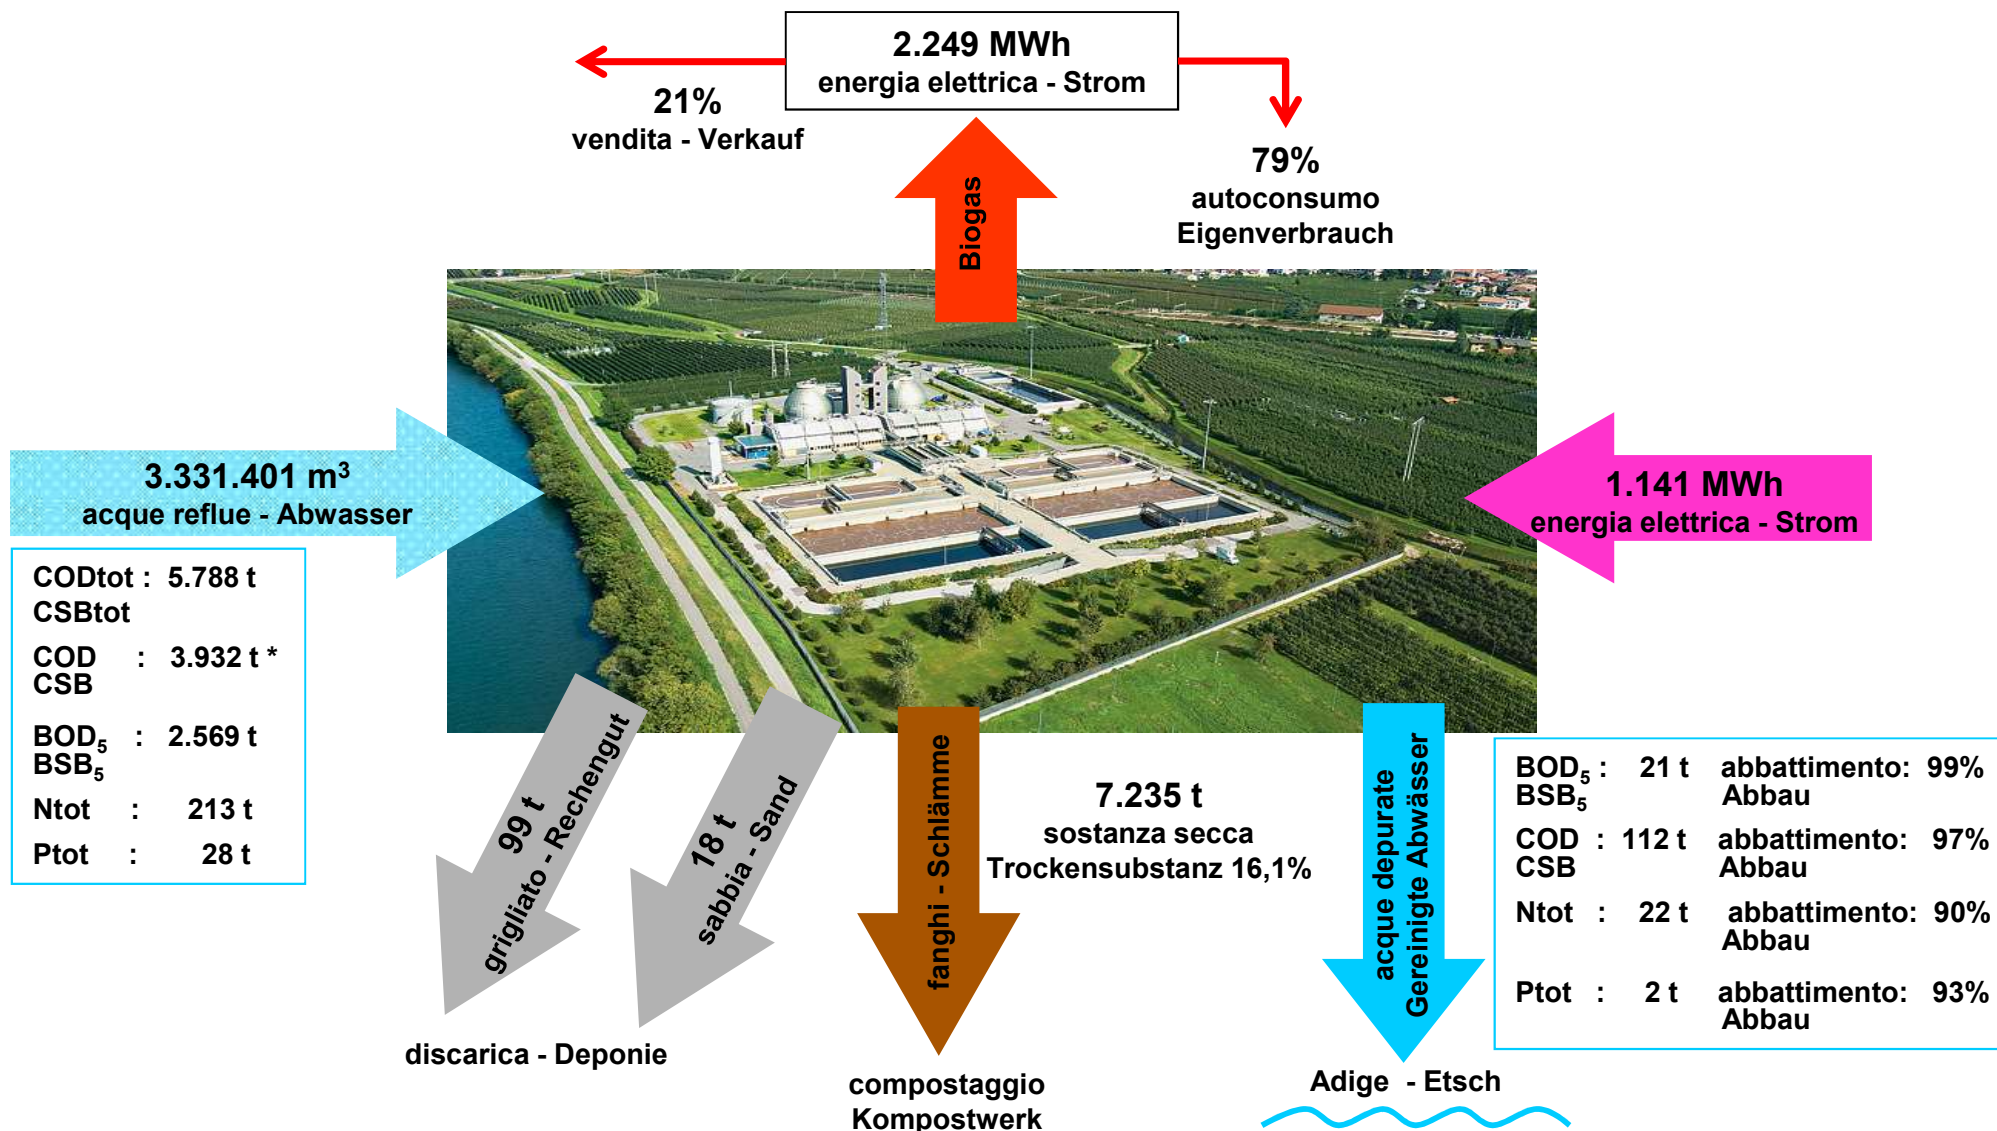 2.249 MWh
energia elettrica - Strom
21%
vendita - Verkauf
79%
autoconsumo
Eigenverbrauch
Biogas
3.331.401 m³
acque reflue - Abwasser
1.141 MWh
energia elettrica - Strom
CODtot : 5.788 t
CSBtot
COD : 3.932 t *
CSB
BOD₅ : 2.569 t
BSB₅
Ntot : 213 t
Ptot : 28 t
99 t
grigliato - Rechengut
18 t
sabbia - Sand
discarica - Deponie
fanghi - Schlämme
7.235 t
sostanza secca
Trockensubstanz 16,1%
compostaggio
Kompostwerk
acque depurate
Gereinigte Abwässer
Adige - Etsch
BOD₅ : 21 t abbattimento: 99%
BSB₅ Abbau
COD : 112 t abbattimento: 97%
CSB Abbau
Ntot : 22 t abbattimento: 90%
Abbau
Ptot : 2 t abbattimento: 93%
Abbau